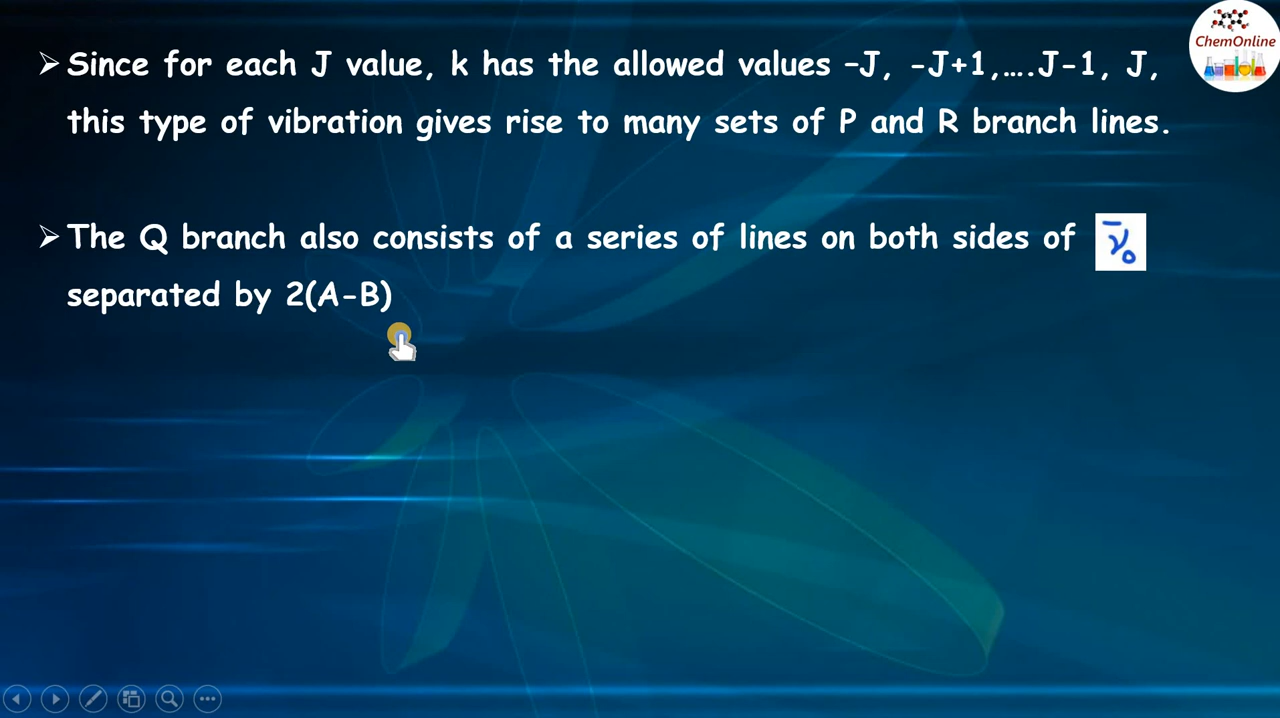 ChemOnline
➢Since for each J value, k has the allowed values –J, -J+1,….J-1, J,
this type of vibration gives rise to many sets of P and R branch lines.
➢The Q branch also consists of a series of lines on both sides of ν̄₀
separated by 2(A-B)